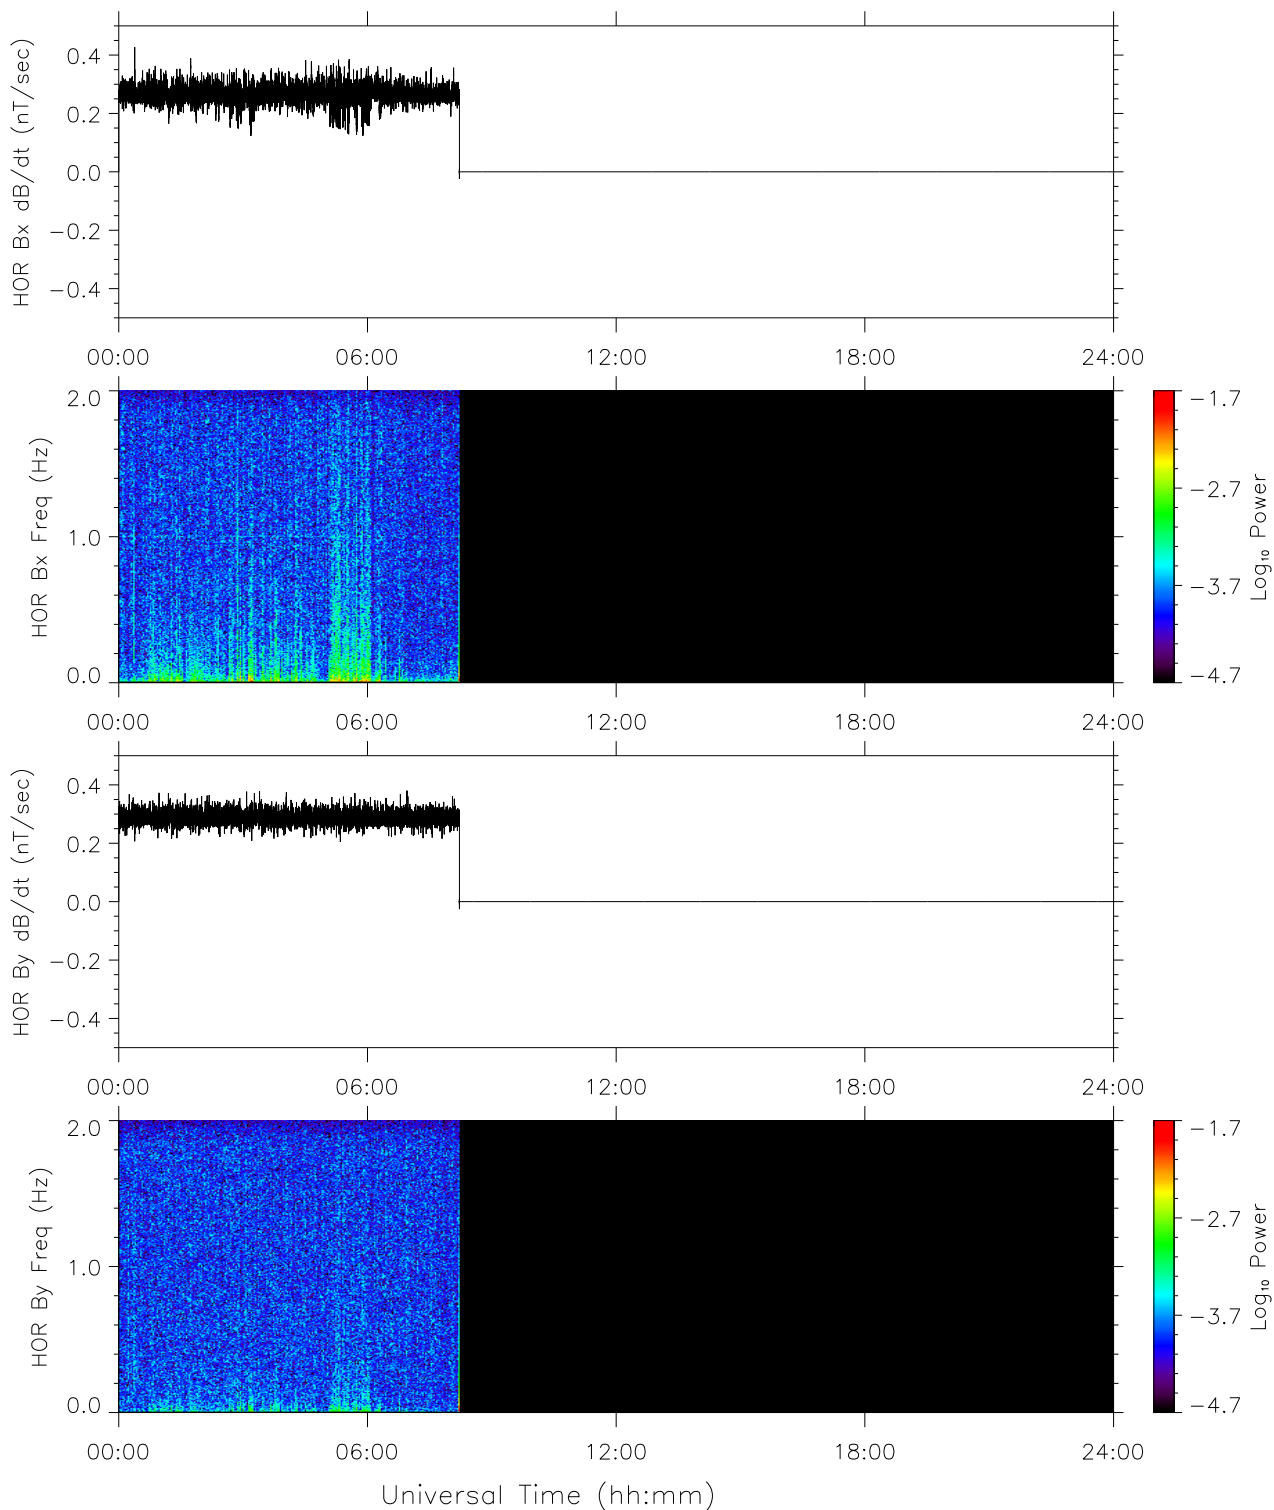 HOR Bx dB/dt (nT/sec)
0.4
0.2
0.0
−0.2
−0.4
00:00 06:00 12:00 18:00 24:00
HOR Bx Freq (Hz)
2.0
1.0
0.0
−1.7
−2.7
−3.7
−4.7
Log10 Power
00:00 06:00 12:00 18:00 24:00
HOR By dB/dt (nT/sec)
0.4
0.2
0.0
−0.2
−0.4
00:00 06:00 12:00 18:00 24:00
HOR By Freq (Hz)
2.0
1.0
0.0
−1.7
−2.7
−3.7
−4.7
Log10 Power
00:00 06:00 12:00 18:00 24:00
Universal Time (hh:mm)